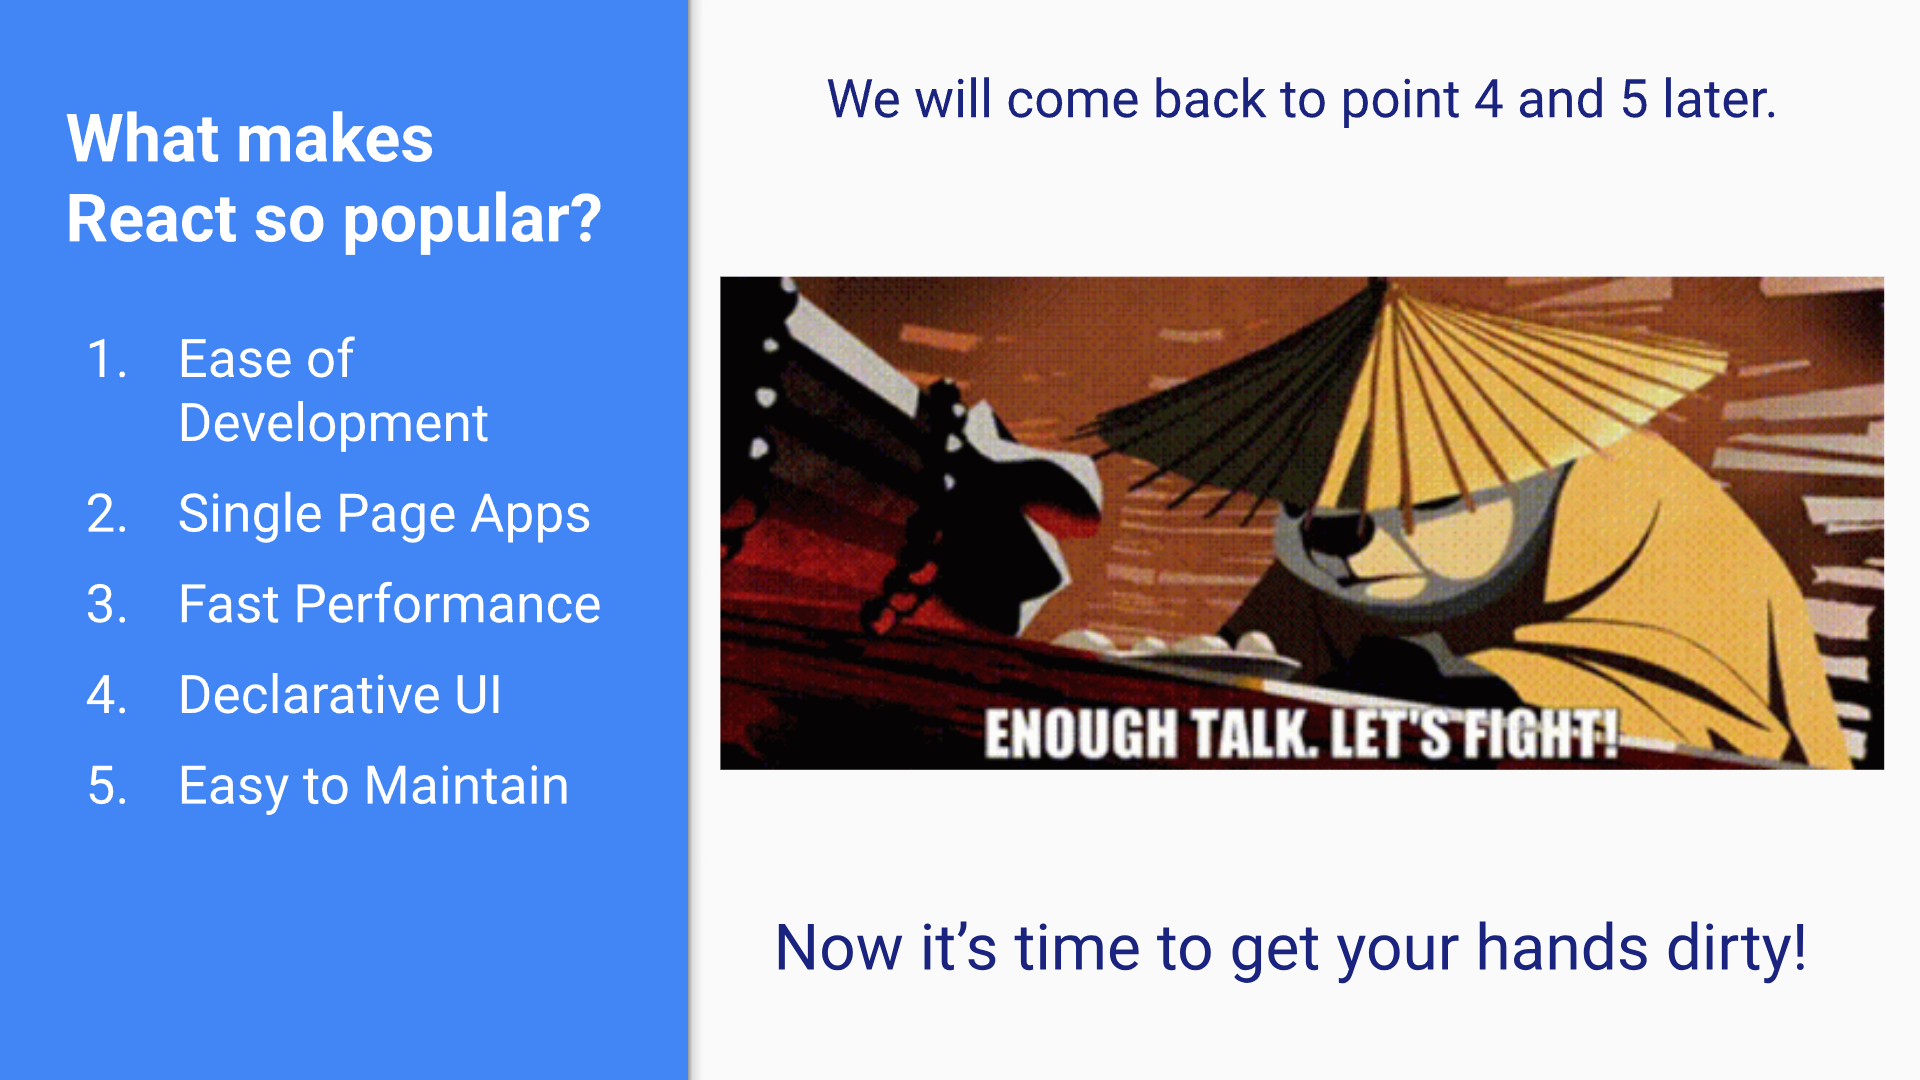 What makes
React so popular?
1. Ease of
Development
2. Single Page Apps
3. Fast Performance
4. Declarative UI
5. Easy to Maintain
We will come back to point 4 and 5 later.
ENOUGH TALK. LET'S FIGHT!
Now it’s time to get your hands dirty!